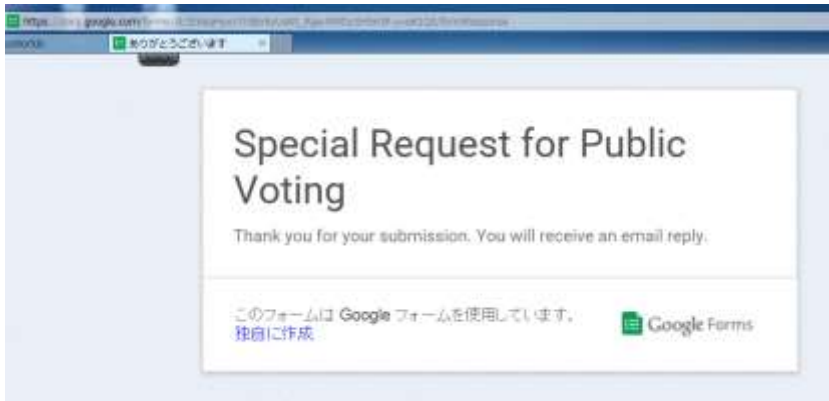 ありがとうございます
Special Request for Public
Voting
Thank you for your submission. You will receive an email reply.
このフォームは Google フォームを使用しています。
独自に作成
Google Forms